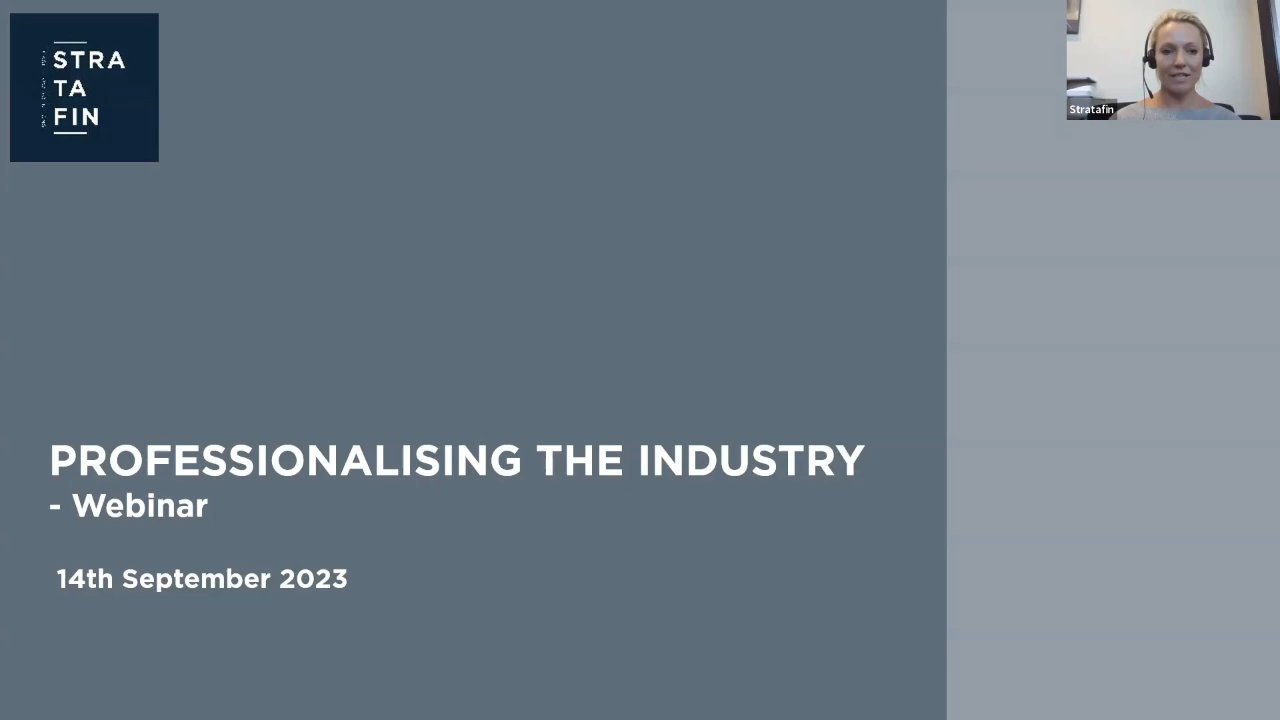 STRA
TA
FIN
Stratafin
PROFESSIONALISING THE INDUSTRY
- Webinar
14th September 2023